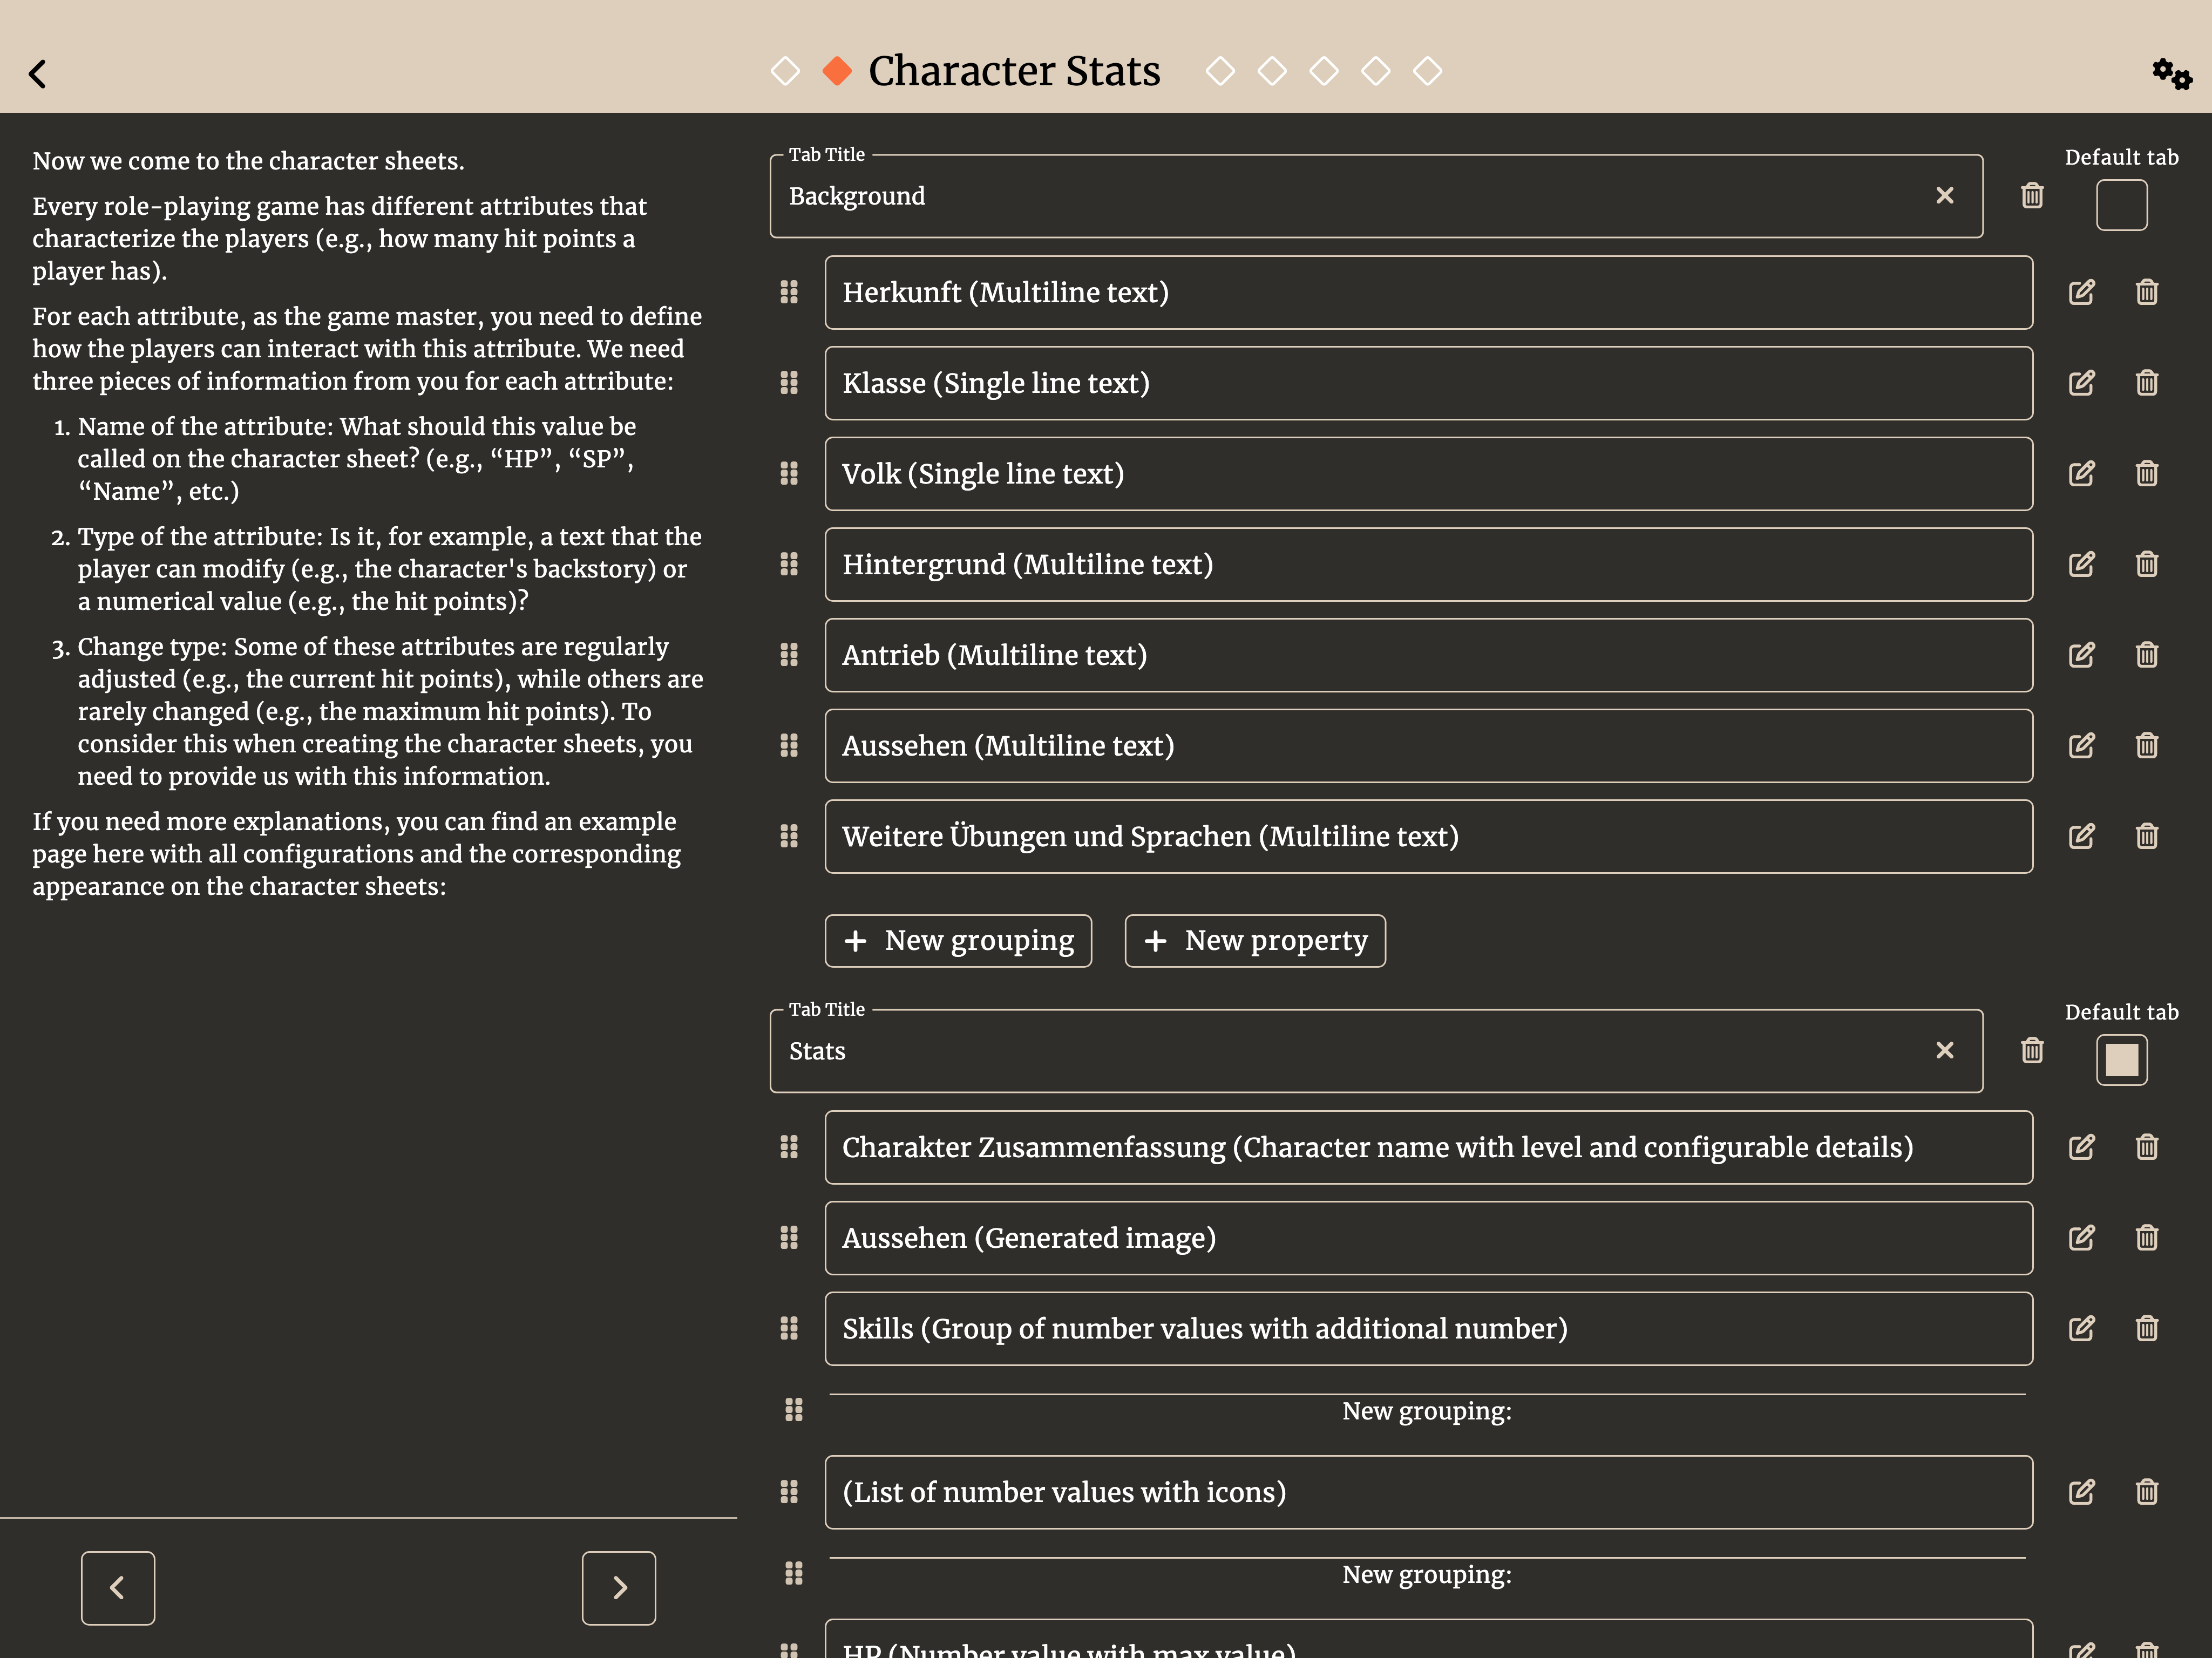 Character Stats
Now we come to the character sheets.
Every role-playing game has different attributes that
characterize the players (e.g., how many hit points a
player has).
For each attribute, as the game master, you need to define
how the players can interact with this attribute. We need
three pieces of information from you for each attribute:
1. Name of the attribute: What should this value be
called on the character sheet? (e.g., “HP”, “SP”,
“Name”, etc.)
2. Type of the attribute: Is it, for example, a text that the
player can modify (e.g., the character's backstory) or
a numerical value (e.g., the hit points)?
3. Change type: Some of these attributes are regularly
adjusted (e.g., the current hit points), while others are
rarely changed (e.g., the maximum hit points). To
consider this when creating the character sheets, you
need to provide us with this information.
If you need more explanations, you can find an example
page here with all configurations and the corresponding
appearance on the character sheets:
Tab Title
Background
Default tab
Herkunft (Multiline text)
Klasse (Single line text)
Volk (Single line text)
Hintergrund (Multiline text)
Antrieb (Multiline text)
Aussehen (Multiline text)
Weitere Übungen und Sprachen (Multiline text)
New grouping
New property
Tab Title
Stats
Default tab
Charakter Zusammenfassung (Character name with level and configurable details)
Aussehen (Generated image)
Skills (Group of number values with additional number)
New grouping:
(List of number values with icons)
New grouping:
HP (Number value with max value)